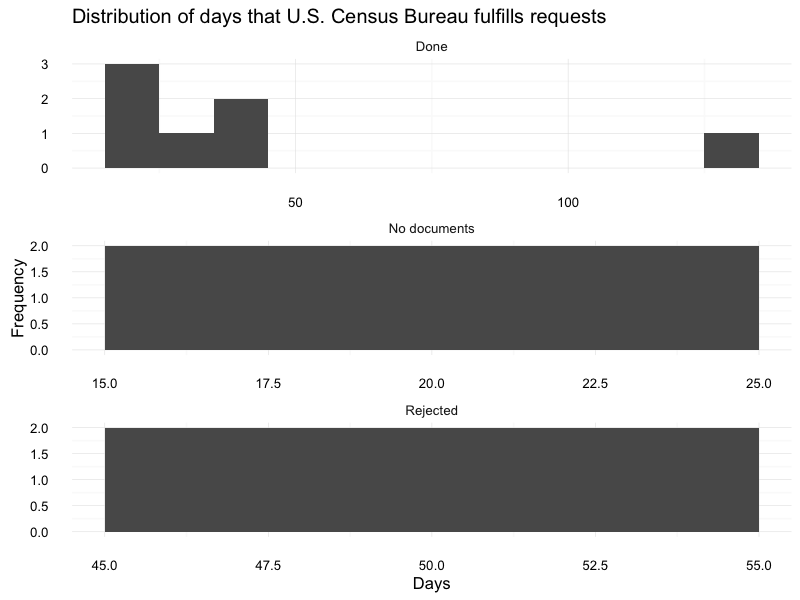 Distribution of days that U.S. Census Bureau fulfills requests
Done
3
2
1
0
50 100
No documents
2.0
1.5
1.0
0.5
0.0
15.0 17.5 20.0 22.5 25.0
Frequency
Rejected
2.0
1.5
1.0
0.5
0.0
45.0 47.5 50.0 52.5 55.0
Days